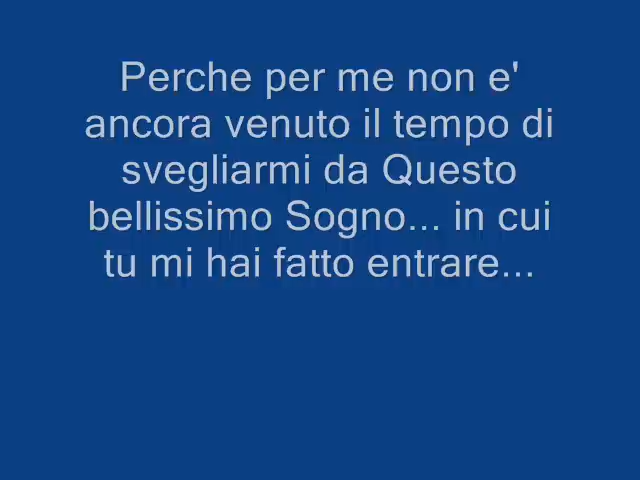 Perche per me non e'
ancora venuto il tempo di
svegliarmi da Questo
bellissimo Sogno... in cui
tu mi hai fatto entrare...